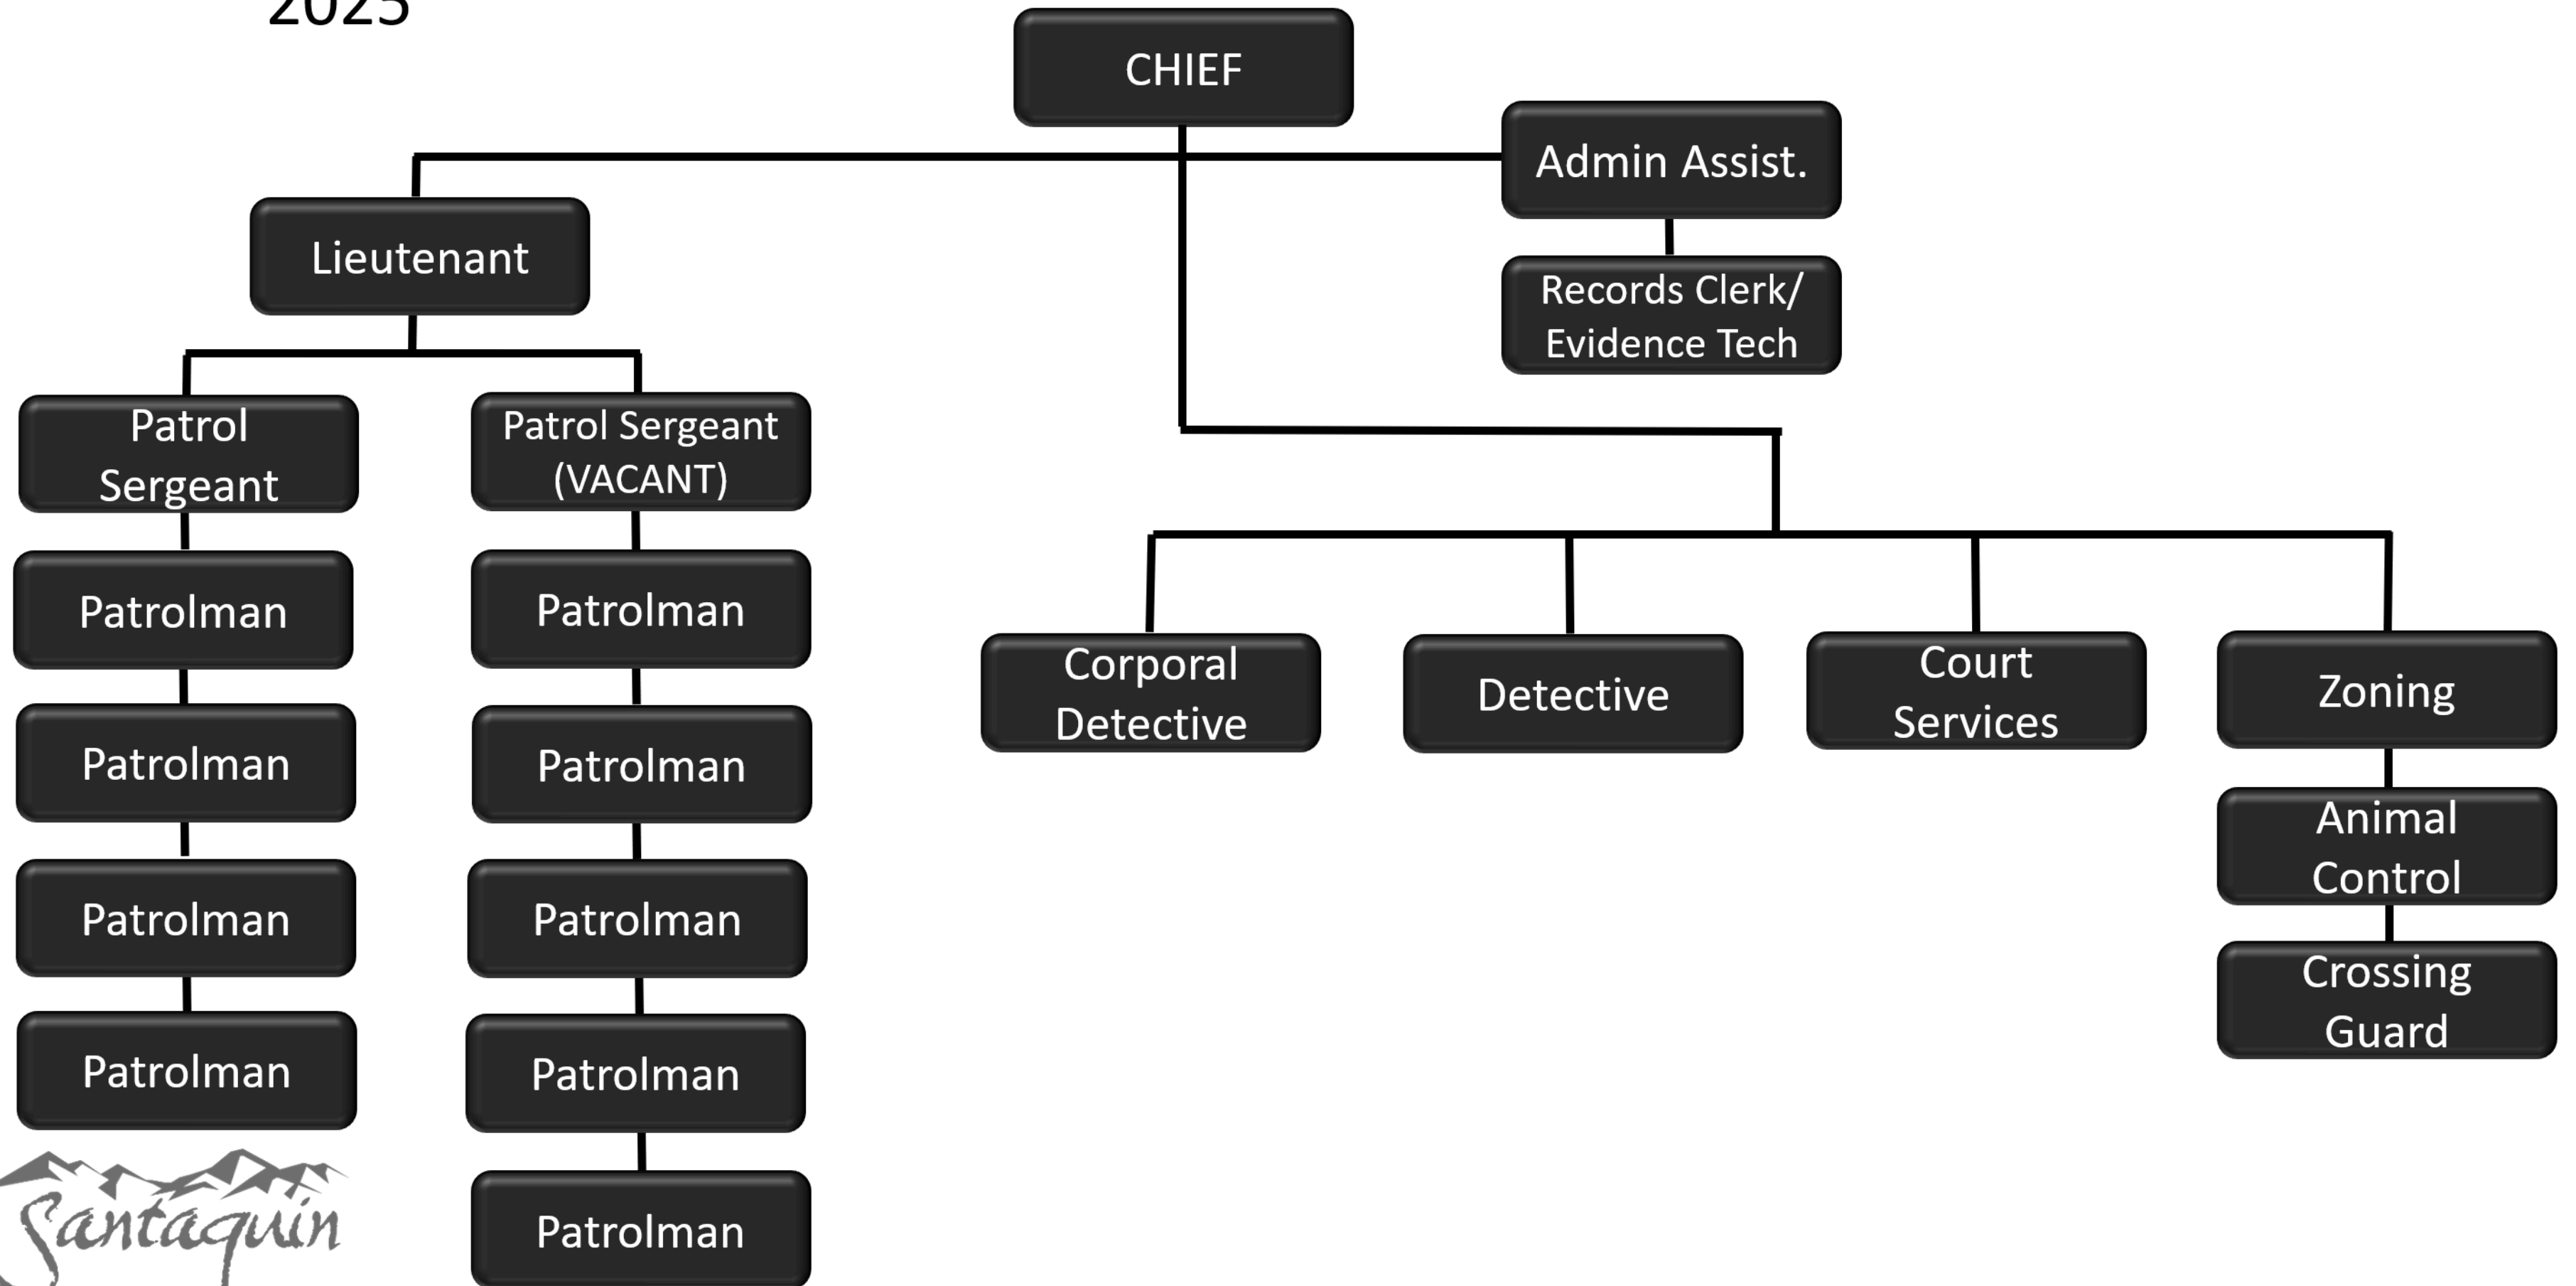 2025
CHIEF
Admin Assist.
Records Clerk/
Evidence Tech
Lieutenant
Patrol
Sergeant
Patrolman
Patrolman
Patrolman
Patrolman
Patrol Sergeant
(VACANT)
Patrolman
Patrolman
Patrolman
Patrolman
Patrolman
Corporal
Detective
Detective
Court
Services
Zoning
Animal
Control
Crossing
Guard
Santaquin